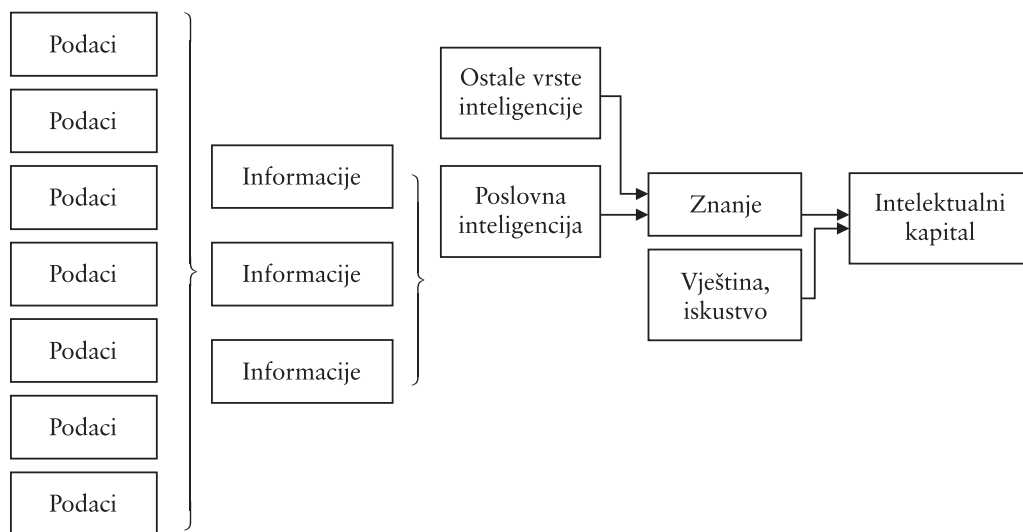 Podaci
Podaci
Podaci
Podaci
Podaci
Podaci
Podaci
Informacije
Informacije
Informacije
Ostale vrste
inteligencije
Poslovna
inteligencija
Znanje
Vještina,
iskustvo
Intelektualni
kapital